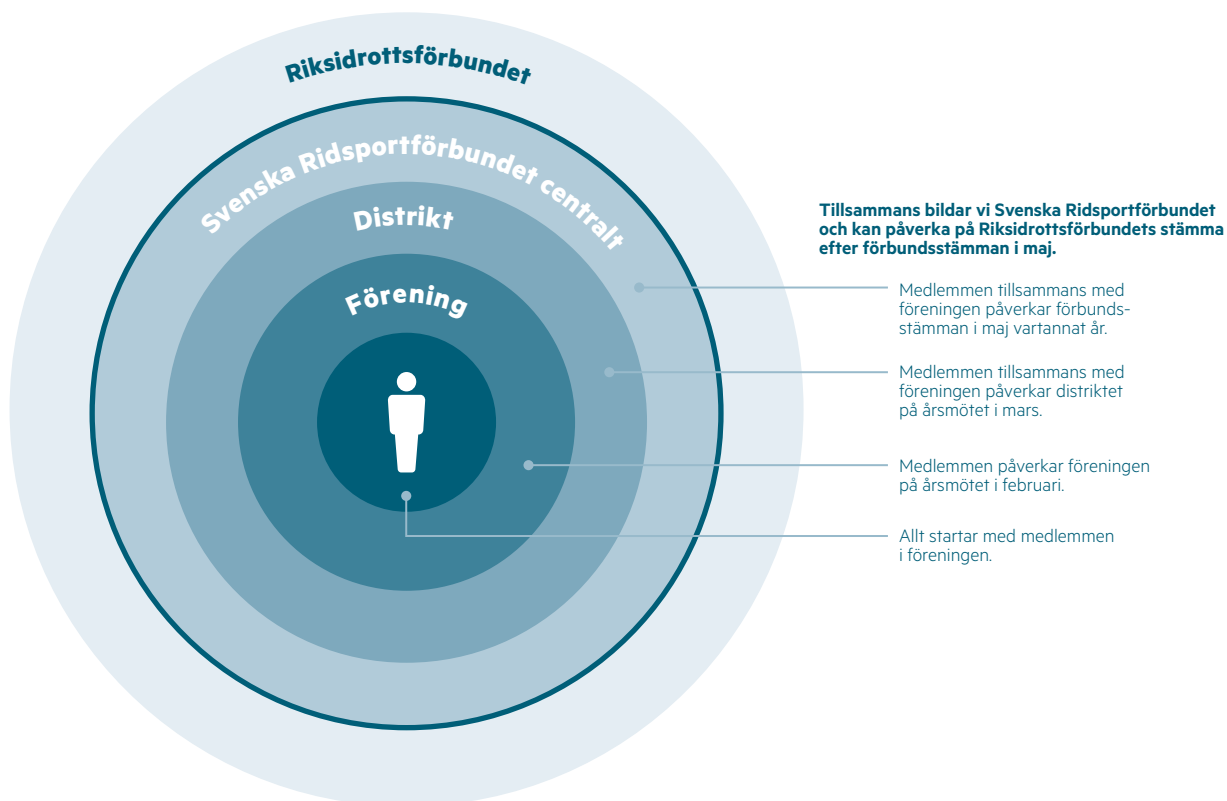 Riksidrottsförbundet
Svenska Ridsportförbundet centralt
Distrikt
Förening
Tillsammans bildar vi Svenska Ridsportförbundet
och kan påverka på Riksidrottsförbundets stämma
efter förbundsstämman i maj.
Medlemmen tillsammans med
föreningen påverkar förbunds-
stämman i maj vartannat år.
Medlemmen tillsammans med
föreningen påverkar distriktet
på årsmötet i mars.
Medlemmen påverkar föreningen
på årsmötet i februari.
Allt startar med medlemmen
i föreningen.